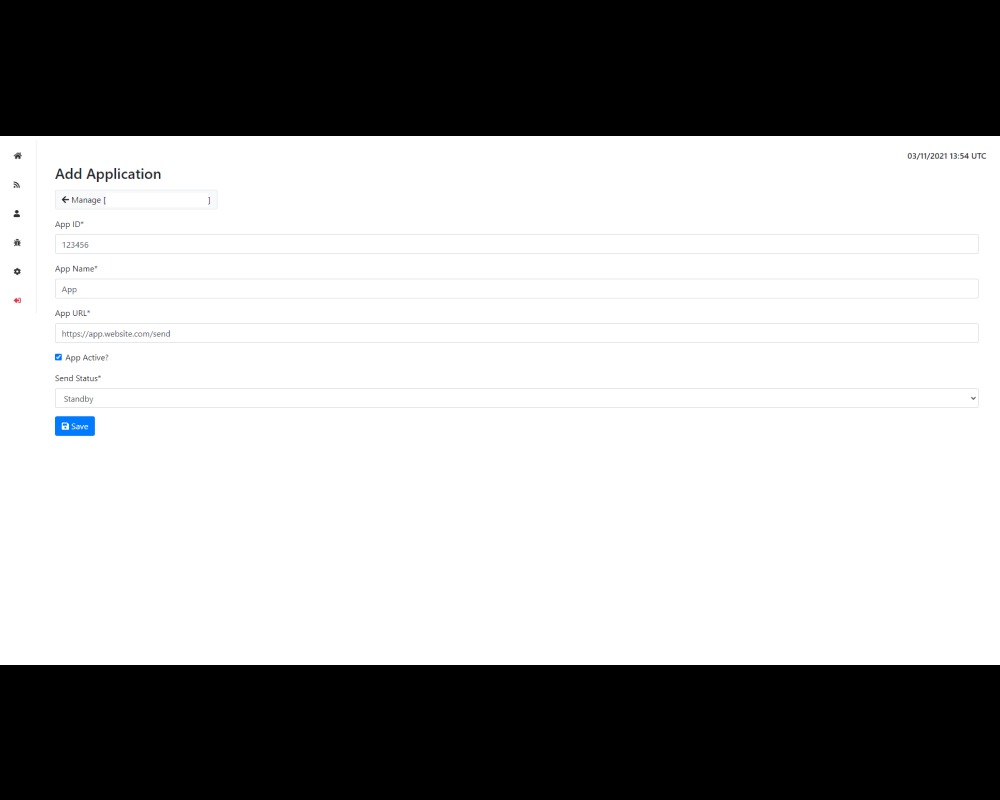 03/11/2021 13:54 UTC
Add Application
Manage [ ]
App ID*
123456
App Name*
App
App URL*
https://app.website.com/send
App Active?
Send Status*
Standby
Save